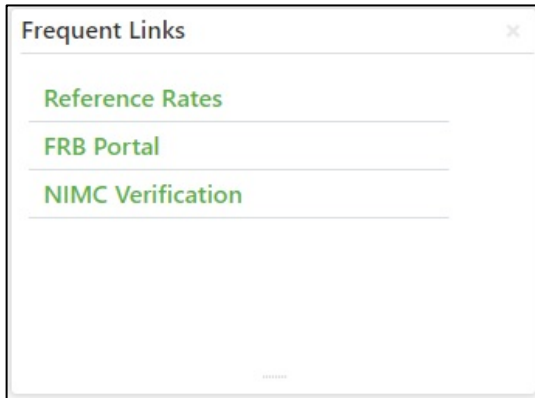 Frequent Links
Reference Rates
FRB Portal
NIMC Verification